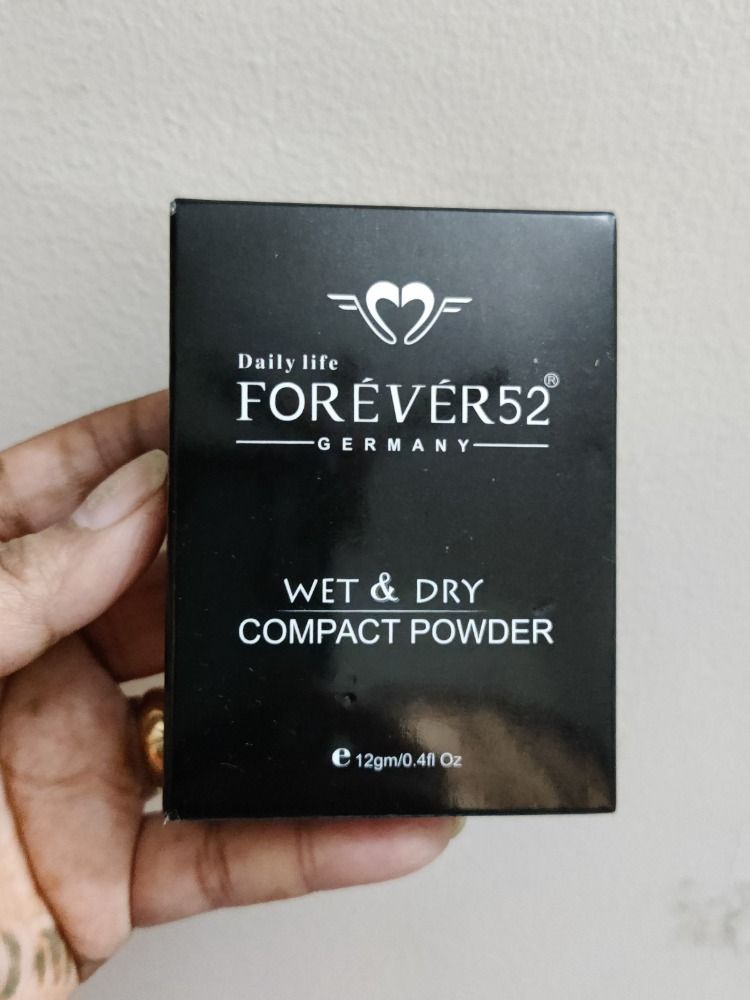 Daily life
FORÉVÉR52®
GERMANY
WET & DRY
COMPACT POWDER
e 12gm/0.4fl Oz